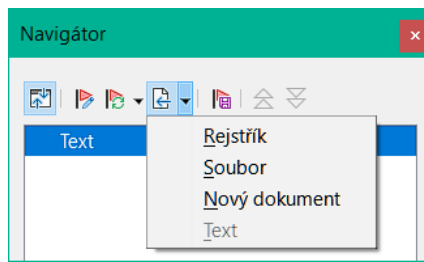 Navigátor
Text
Rejstřík
Soubor
Nový dokument
Text